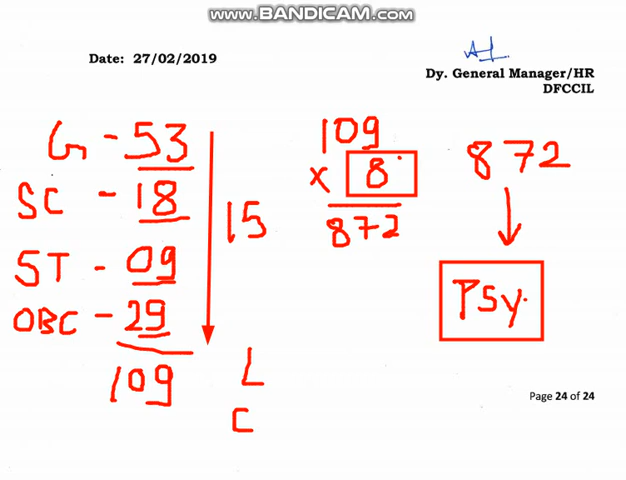 www.BANDICAM.com
Date: 27/02/2019
Dy. General Manager/HR
DFCCIL
G - 53
SC - 18
ST - 09
OBC - 29
109
15
L
C
109
x 8
872
872
PSy.
Page 24 of 24